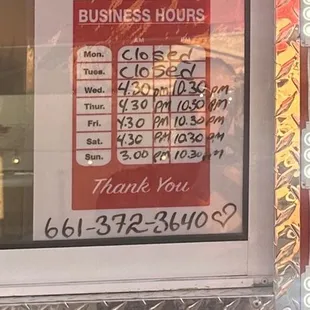 BUSINESS HOURS
AM PM
Mon. Closed
Tues. Closed
Wed. 4.30 pm 10.30 pm
Thur. 4.30 pm 10.30 pm
Fri. 4.30 PM 10.30 pm
Sat. 4.30 PM 10.30 pm
Sun. 3.00 PM 10.30 pm
Thank You
661-372-3640